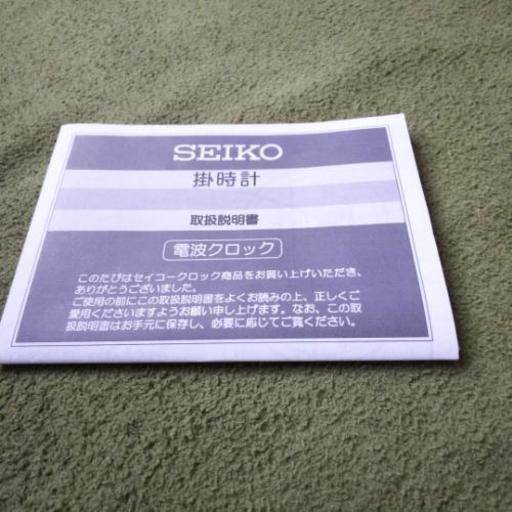 SEIKO
掛時計
取扱説明書
電波クロック
このたびはセイコークロック商品をお買い上げいただき、
ありがとうございました。
ご使用の前にこの取扱説明書をよくお読みの上、正しくご
愛用くださいますようお願い申し上げます。なお、この取
扱説明書はお手元に保存し、必要に応じてご覧ください。